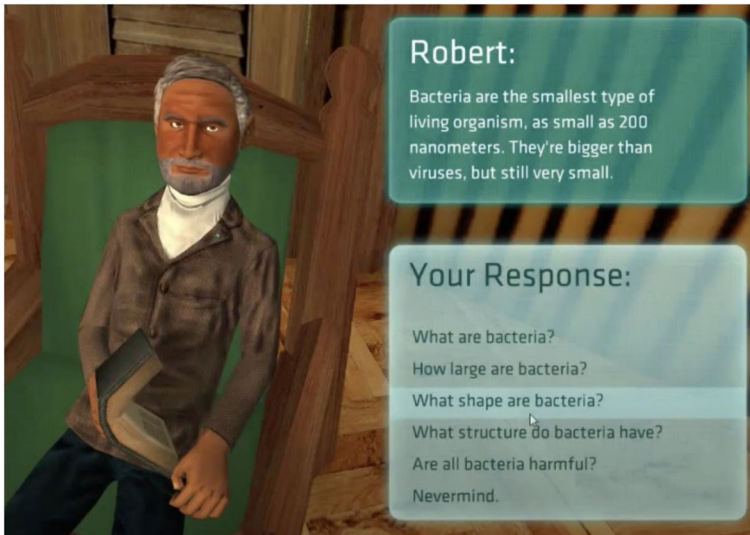 Robert:
Bacteria are the smallest type of
living organism, as small as 200
nanometers. They're bigger than
viruses, but still very small.
Your Response:
What are bacteria?
How large are bacteria?
What shape are bacteria?
What structure do bacteria have?
Are all bacteria harmful?
Nevermind.